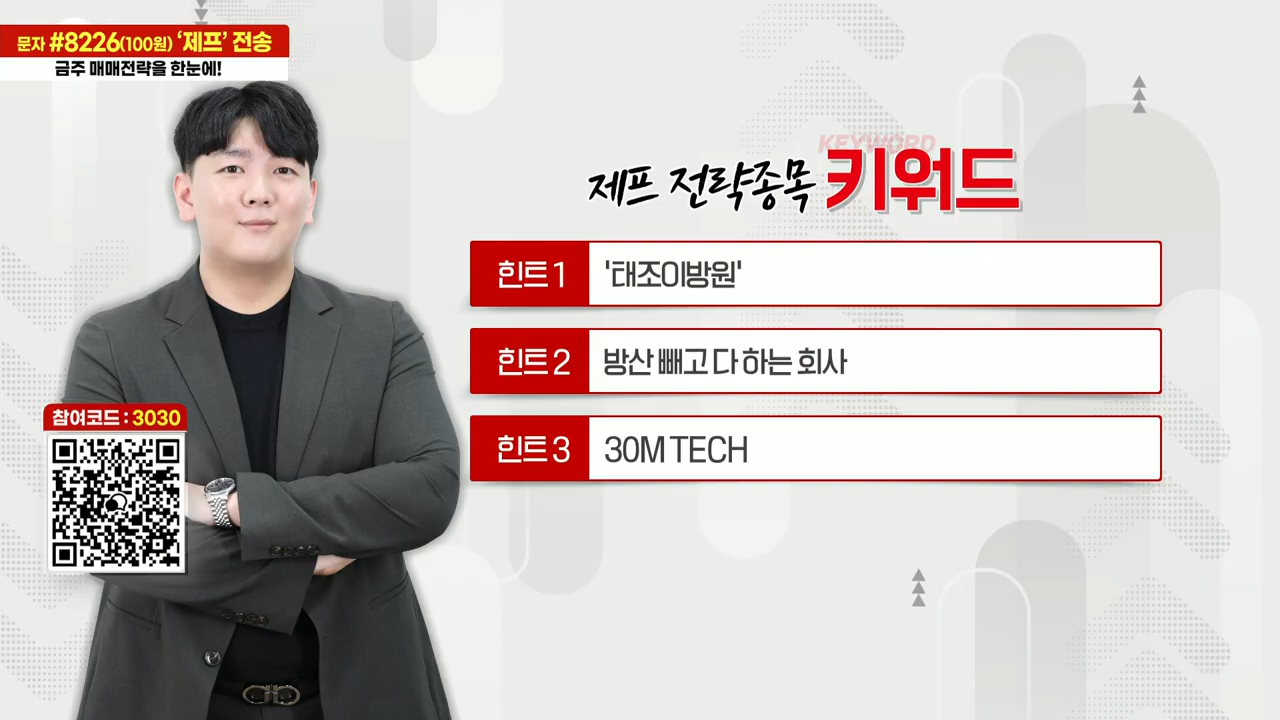 문자 #8226(100원) '제프' 전송
금주 매매전략을 한눈에!
KEYWORD
제프 전략종목 키워드
힌트 1 '태조이방원'
힌트 2 방산 빼고 다 하는 회사
힌트 3 30M TECH
참여코드 : 3030